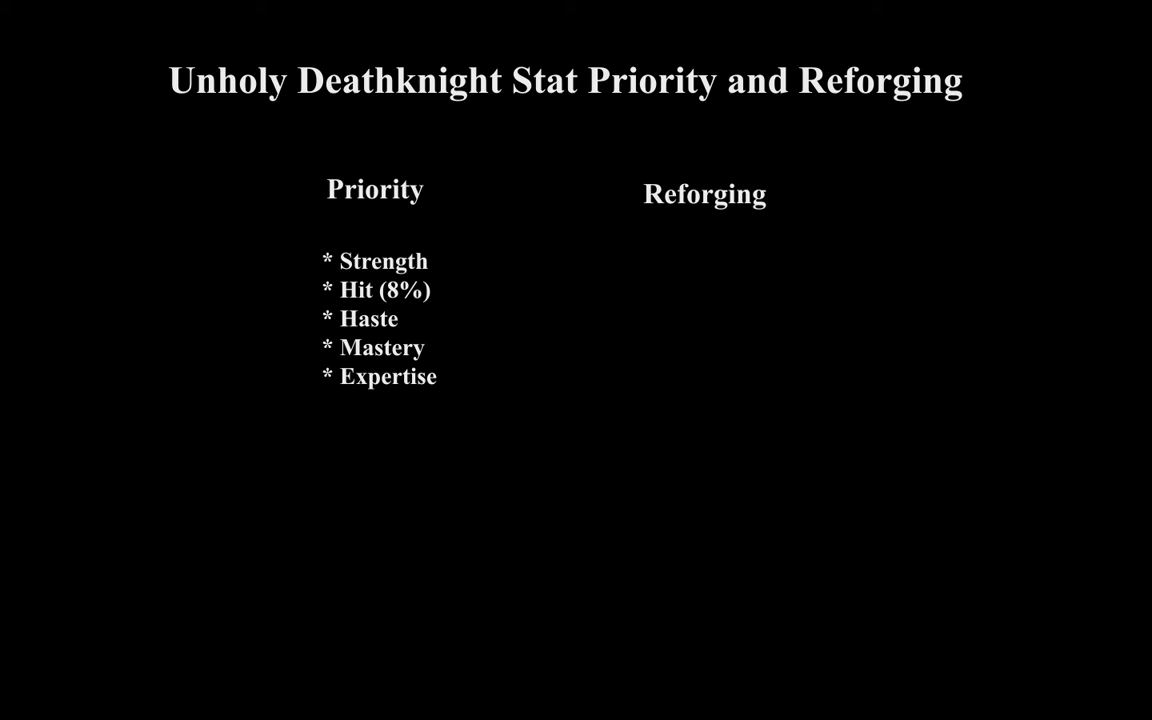 Unholy Deathknight Stat Priority and Reforging
Priority
Reforging
* Strength
* Hit (8%)
* Haste
* Mastery
* Expertise